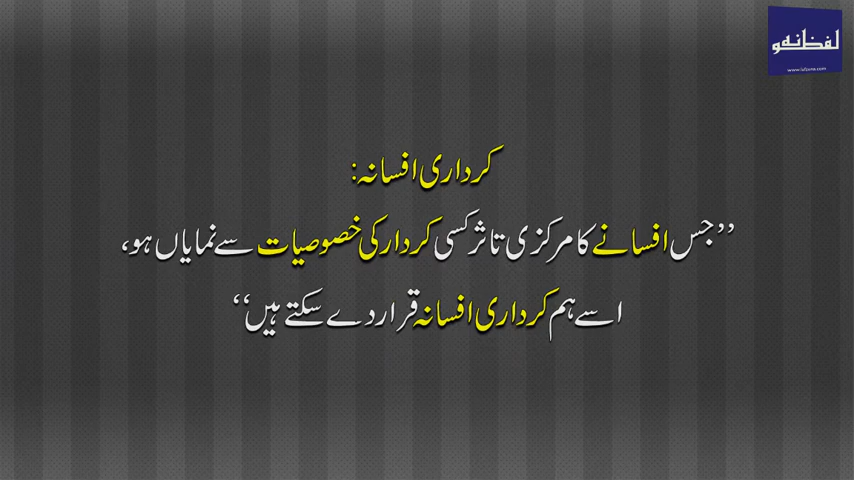 لفظانہ
کرداری افسانہ:
’’جس افسانے کا مرکزی تاثر کسی کردار کی خصوصیات سے نمایاں ہو،
اسے ہم کرداری افسانہ قرار دے سکتے ہیں‘‘